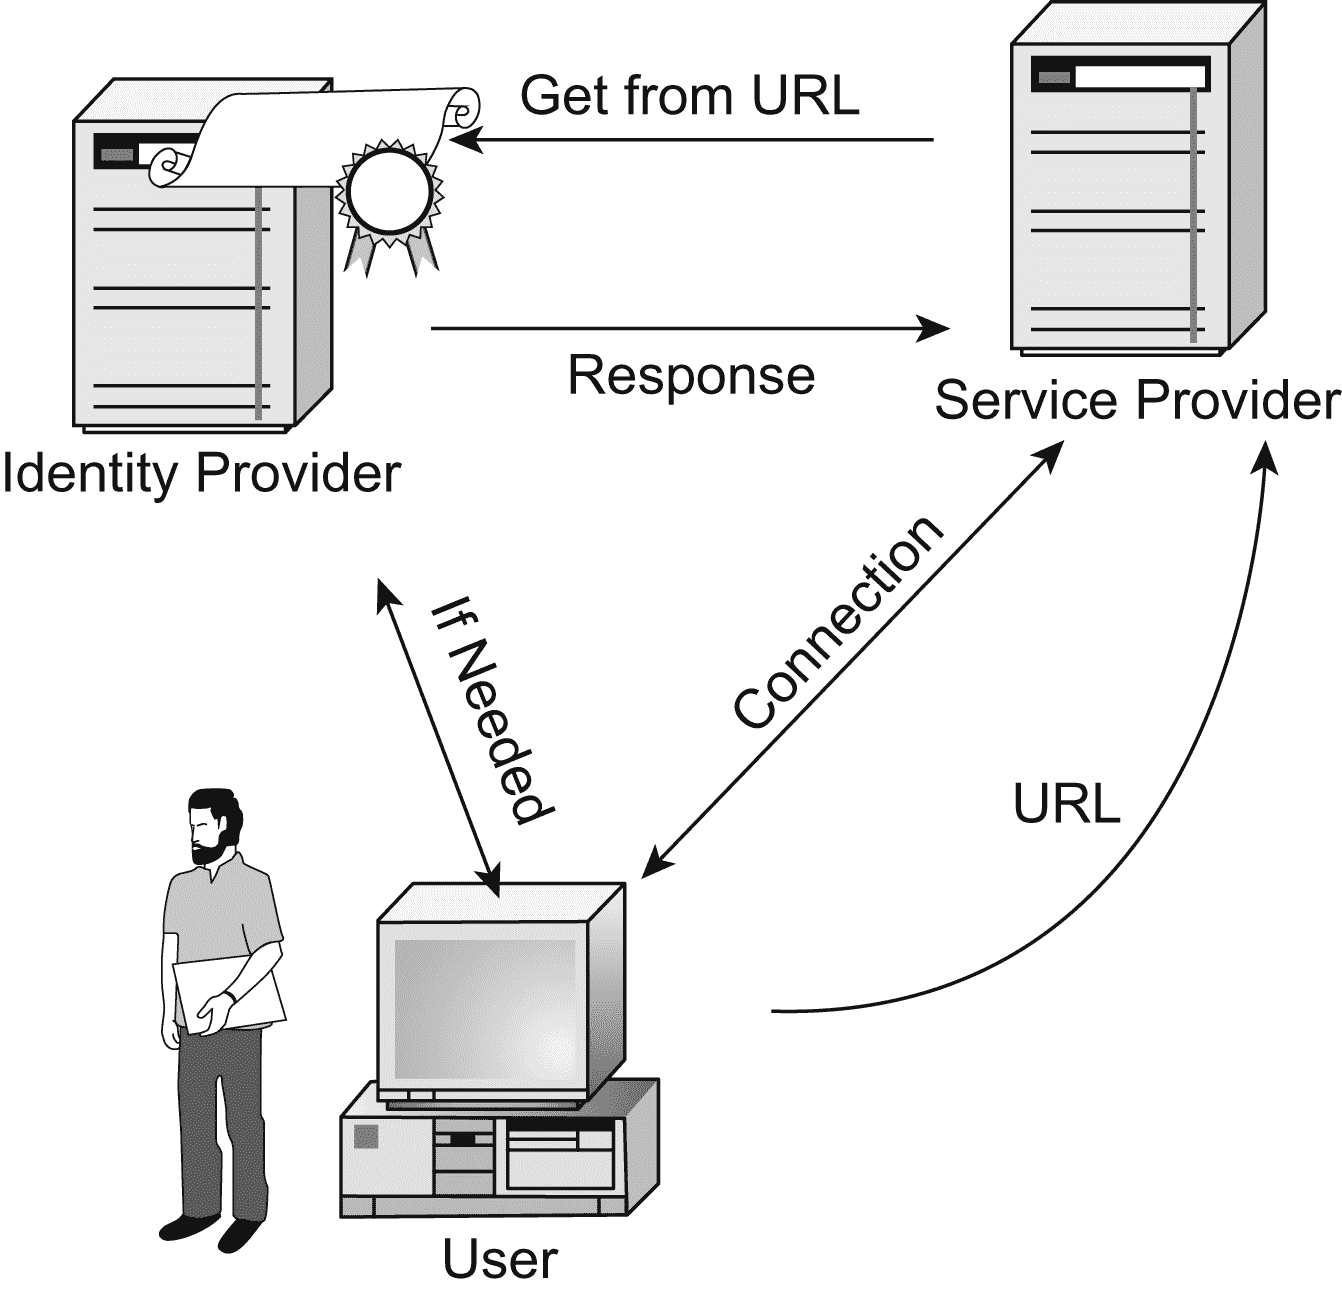 Get from URL
Response
Service Provider
Identity Provider
If Needed
Connection
URL
User